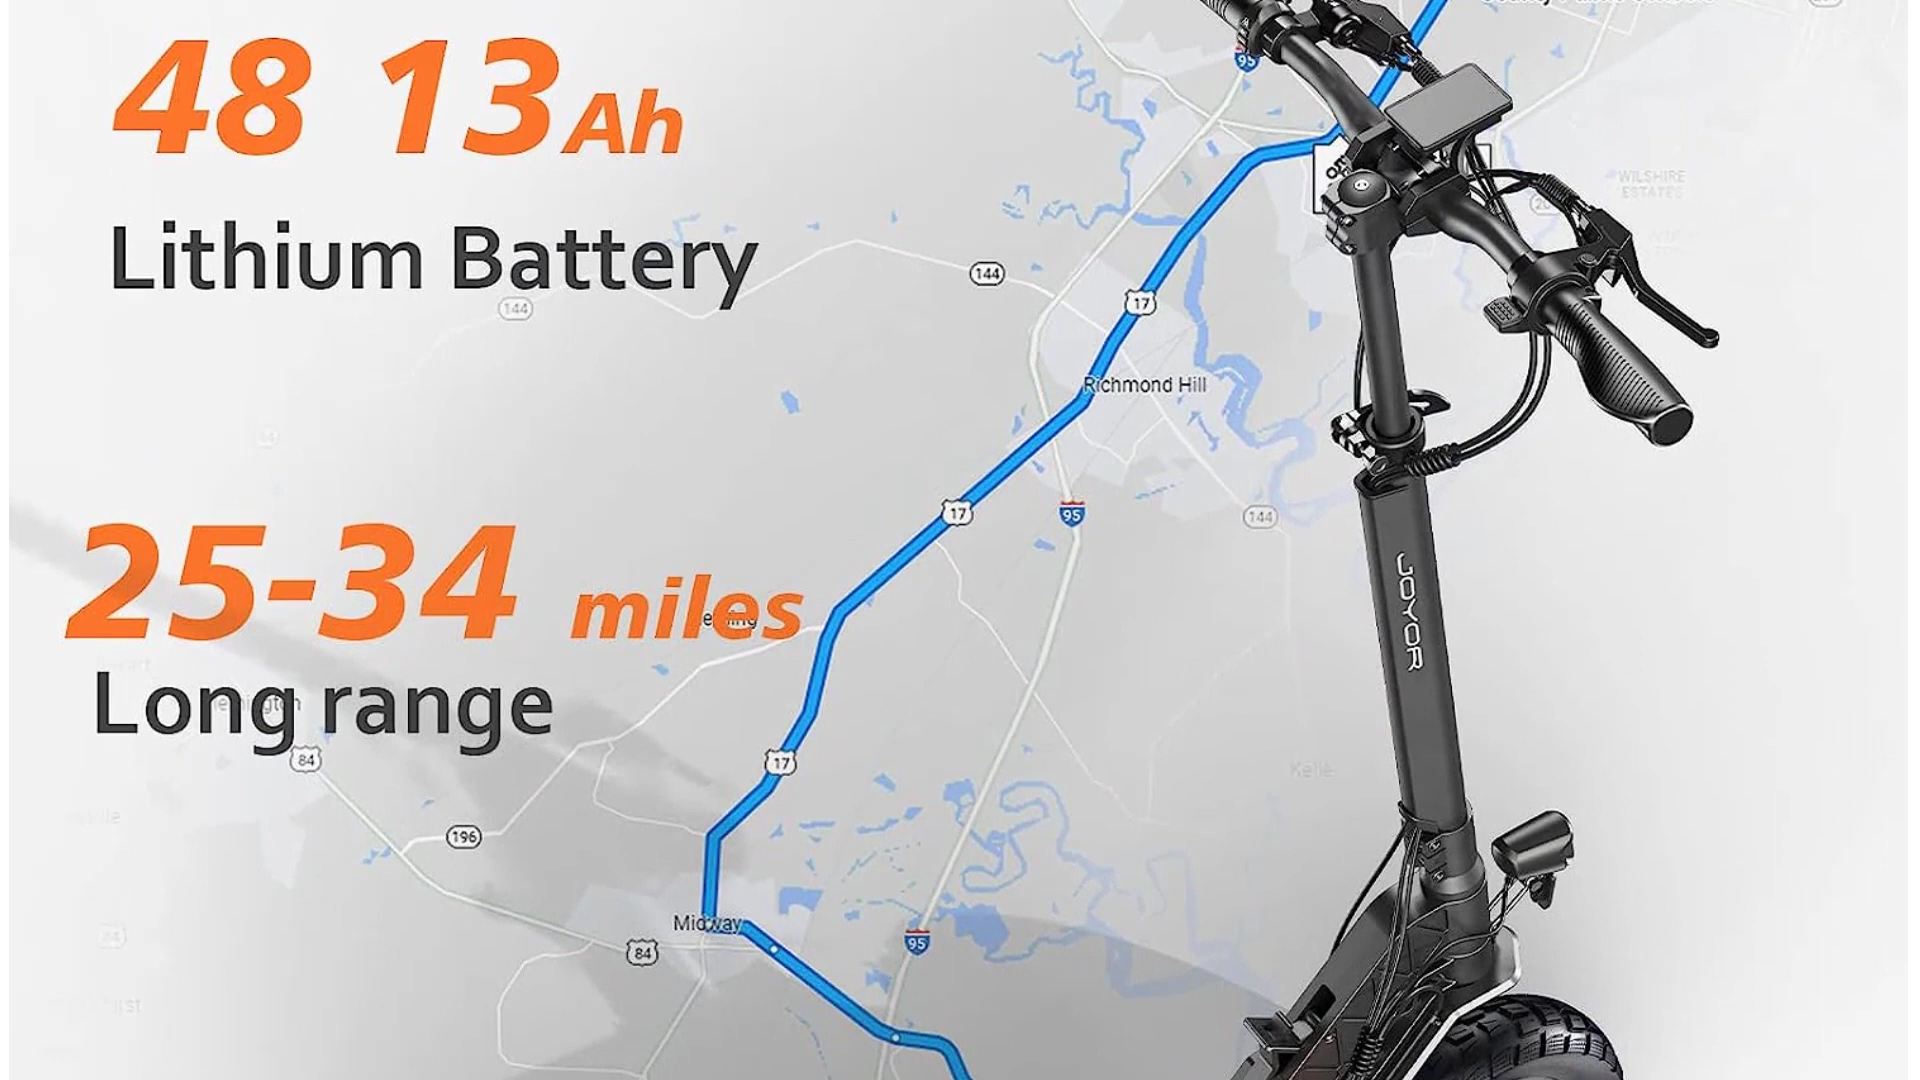 48 13Ah
Lithium Battery
25-34 miles
Long range
95
WILSHIRE
ESTATES
144
144
17
Richmond Hill
17
95
144
JOYOR
84
17
Kelle
196
Midway
84
95